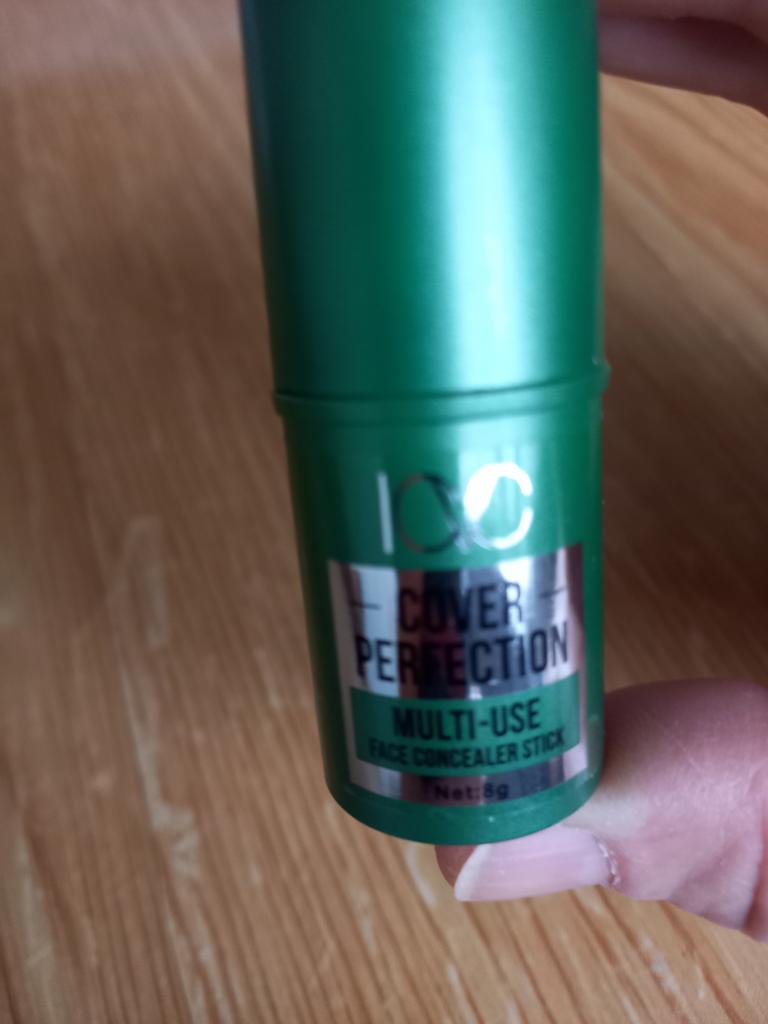 IQC
— COVER —
PERFECTION
MULTI-USE
FACE CONCEALER STICK
Net:8g